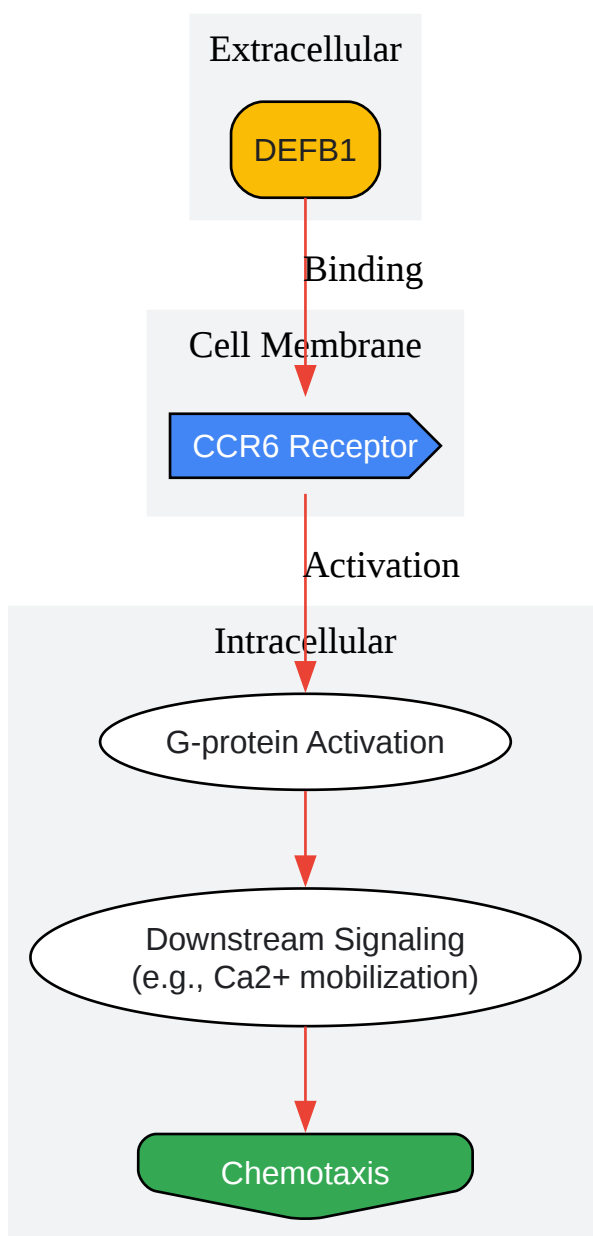 Extracellular
DEFB1
Binding
Cell Membrane
CCR6 Receptor
Activation
Intracellular
G-protein Activation
Downstream Signaling
(e.g., Ca2+ mobilization)
Chemotaxis